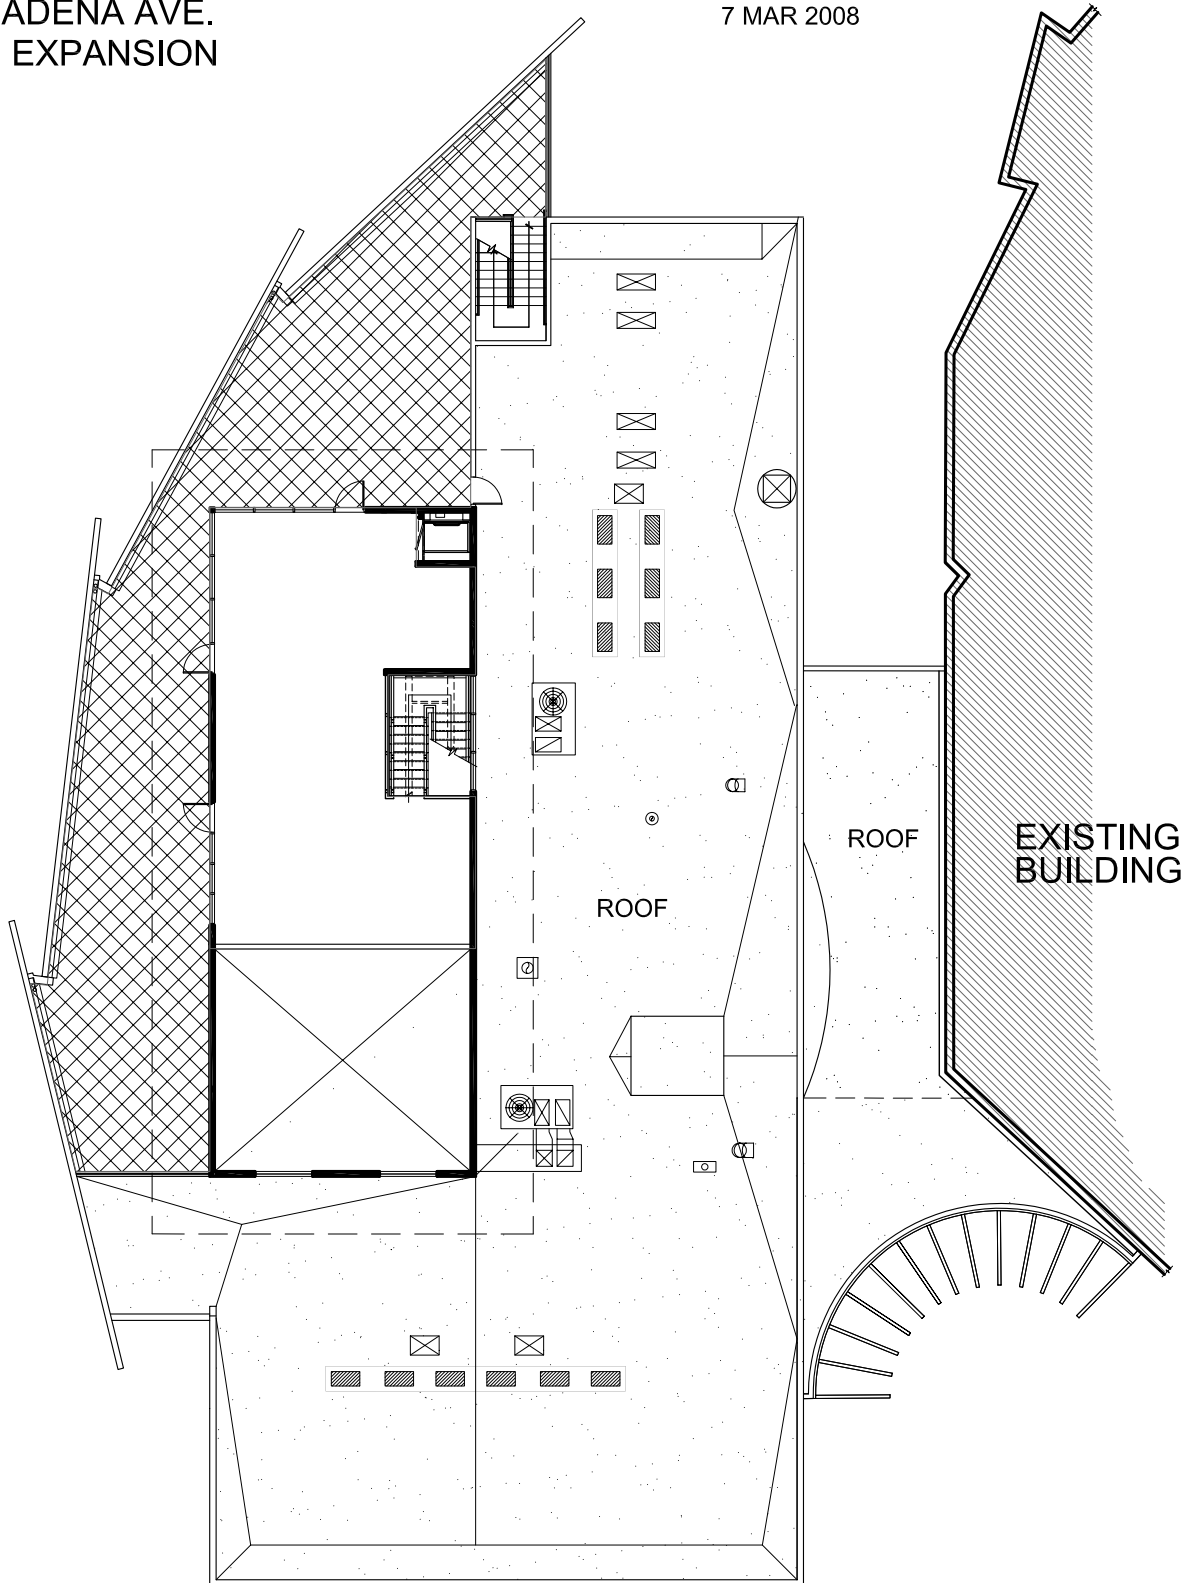 ADENA AVE.
EXPANSION
7 MAR 2008
ROOF
EXISTING
BUILDING
ROOF